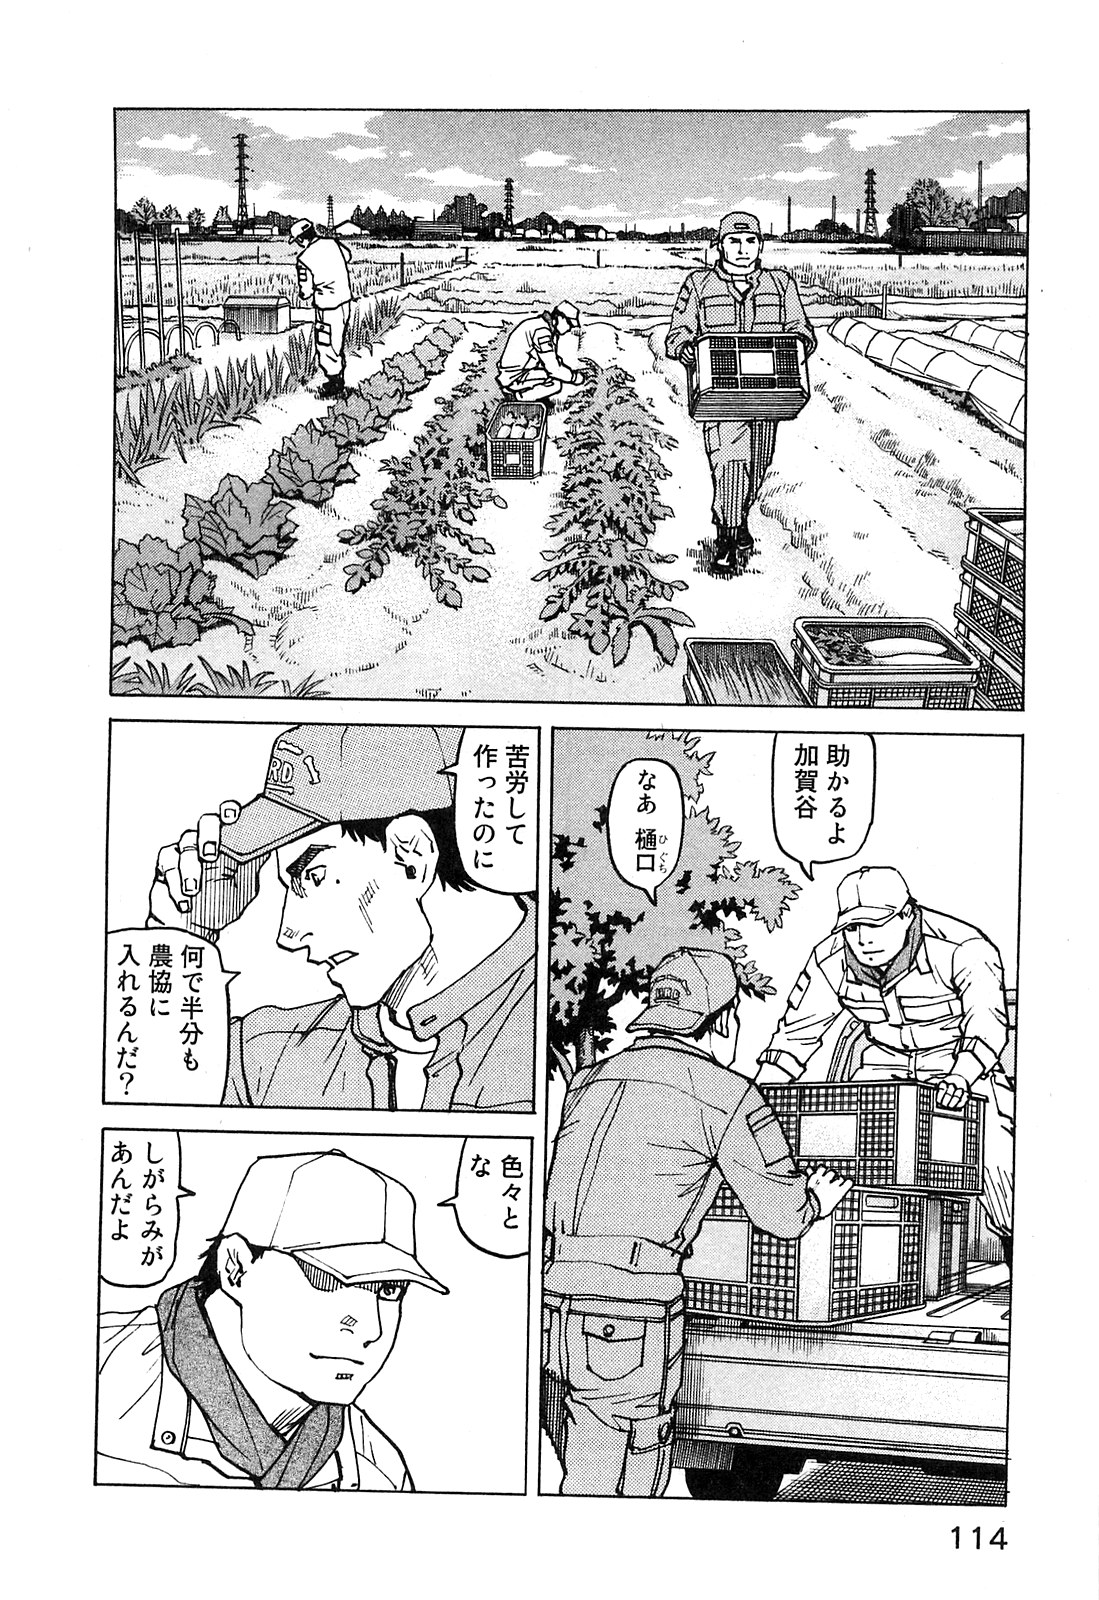 助かるよ
加賀谷
なあ 樋口
ひぐち
苦労して
作ったのに
何で半分も
農協に
入れるんだ?
RD
色々と
な
しがらみが
あんだよ
114